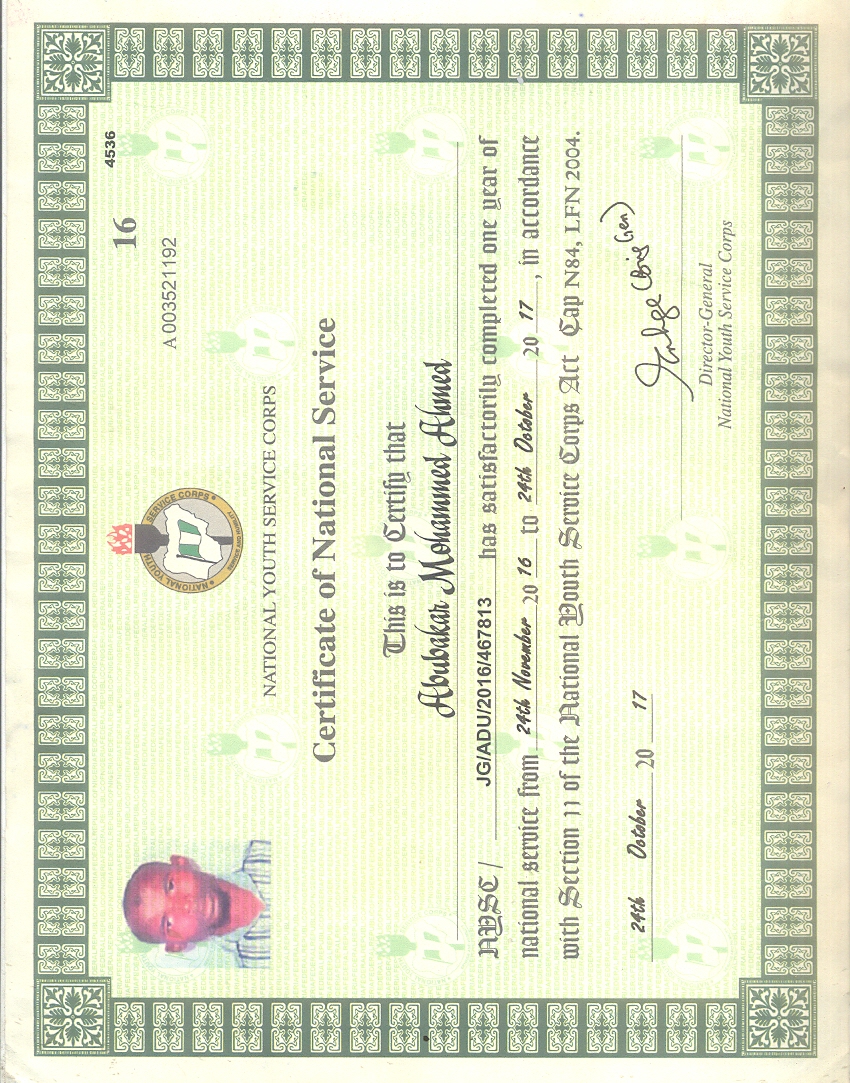 4536
16
A 003521192
NATIONAL YOUTH SERVICE CORPS
NATIONAL YOUTH SERVICE CORPS
Certificate of National Service
This is to Certify that
Abubakar Mohammed Ahmed
NYSC / JG/ADU/2016/467813 has satisfactorily completed one year of
national service from 24th November 20 16 to 24th October 20 17, in accordance
with Section 11 of the National Youth Service Corps Act Cap N84, LFN 2004.
24th October 20 17
(Brig Gen)
Director-General
National Youth Service Corps